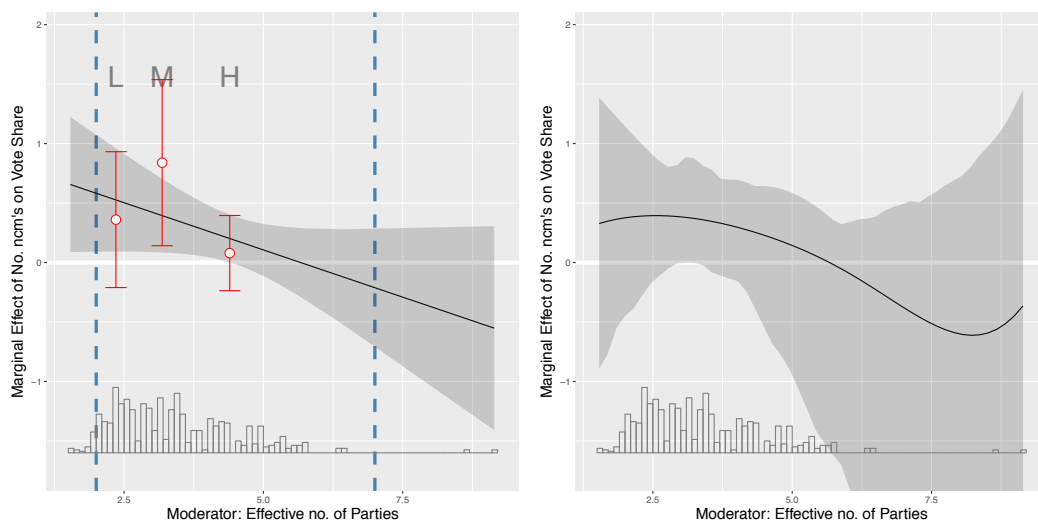 Marginal Effect of No. ncm's on Vote Share
2
1
0
−1
L M H
2.5 5.0 7.5
Moderator: Effective no. of Parties
Marginal Effect of No. ncm's on Vote Share
2
1
0
−1
2.5 5.0 7.5
Moderator: Effective no. of Parties